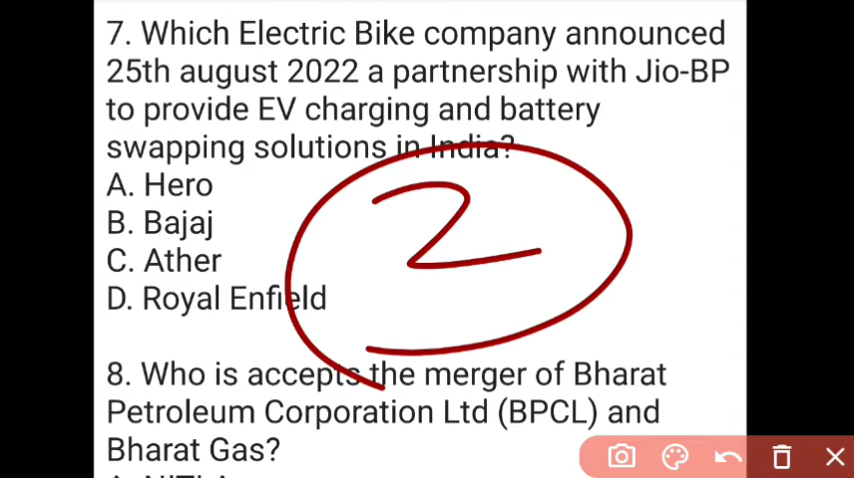 7. Which Electric Bike company announced
25th august 2022 a partnership with Jio-BP
to provide EV charging and battery
swapping solutions in India?
A. Hero
B. Bajaj
C. Ather
D. Royal Enfield
2
8. Who is accepts the merger of Bharat
Petroleum Corporation Ltd (BPCL) and
Bharat Gas?